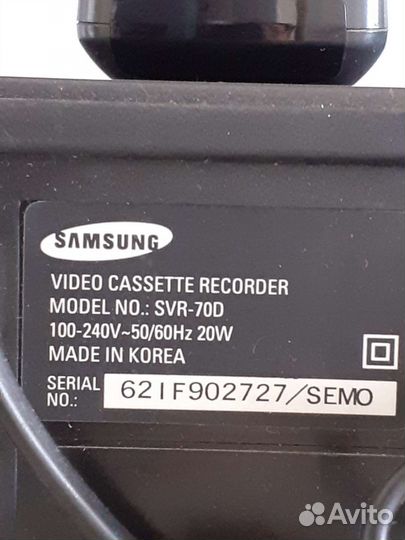 SAMSUNG
VIDEO CASSETTE RECORDER
MODEL NO.: SVR-70D
100-240V~50/60Hz 20W
MADE IN KOREA
SERIAL NO.: 621F902727/SEMO
Avito